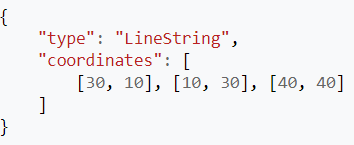 {
    "type": "LineString",
    "coordinates": [
        [30, 10], [10, 30], [40, 40]
    ]
}